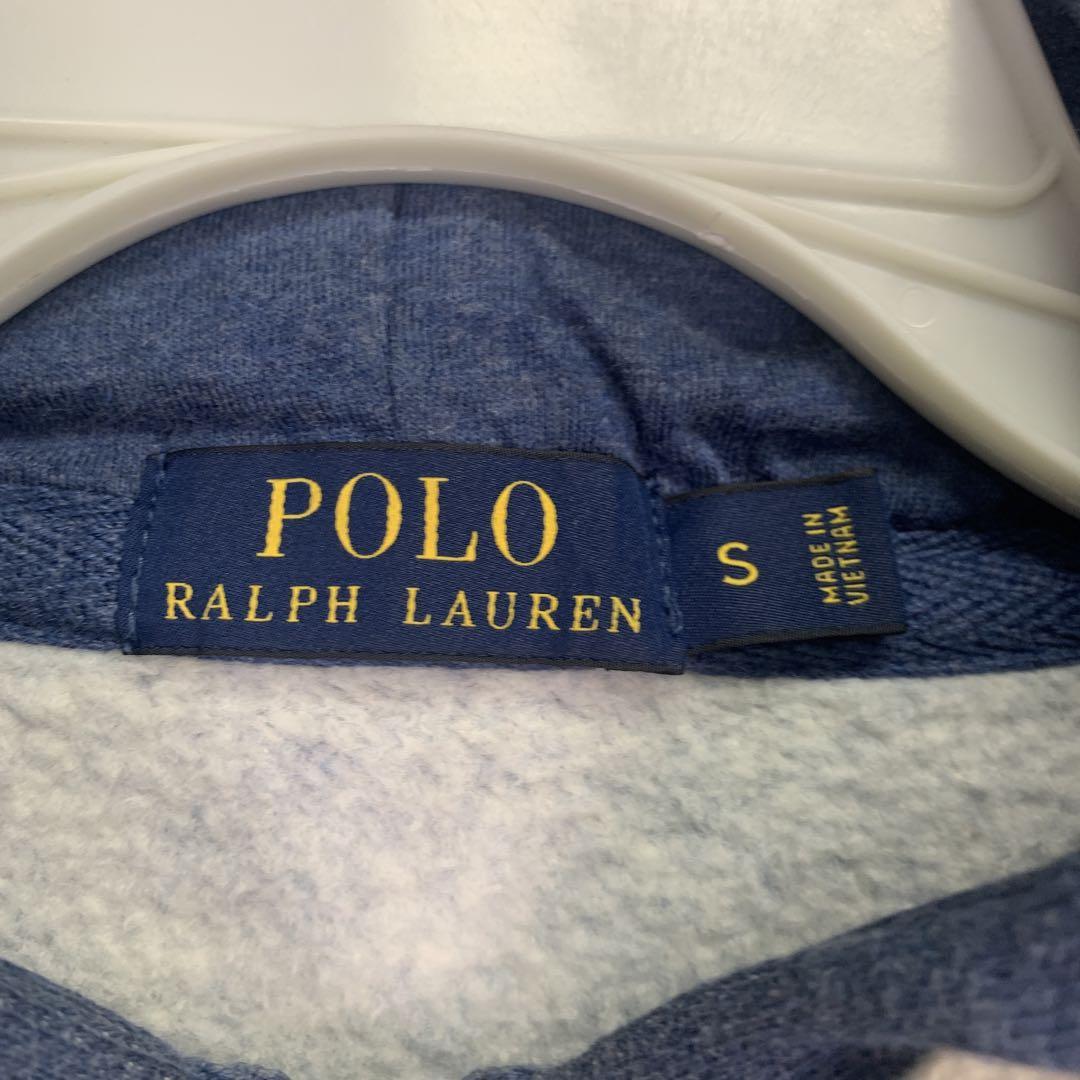 POLO
RALPH LAUREN
S
MADE IN
VIETNAM